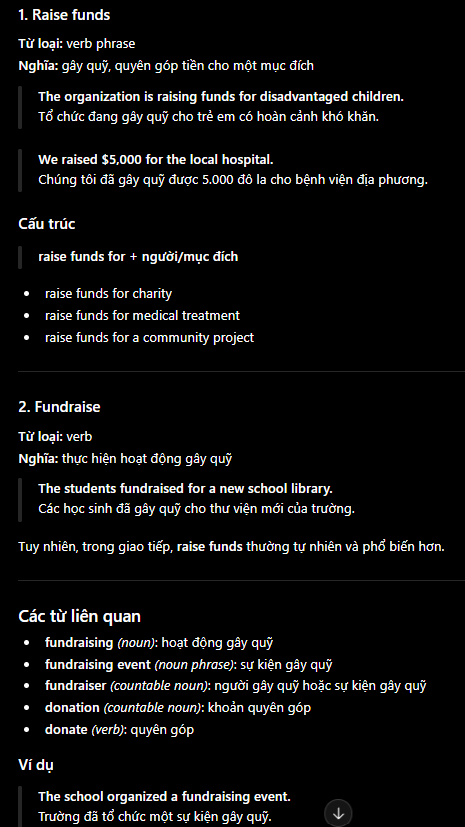 1. Raise funds
Từ loại: verb phrase
Nghĩa: gây quỹ, quyên góp tiền cho một mục đích
The organization is raising funds for disadvantaged children.
Tổ chức đang gây quỹ cho trẻ em có hoàn cảnh khó khăn.
We raised $5,000 for the local hospital.
Chúng tôi đã gây quỹ được 5.000 đô la cho bệnh viện địa phương.
Cấu trúc
raise funds for + người/mục đích
• raise funds for charity
• raise funds for medical treatment
• raise funds for a community project
2. Fundraise
Từ loại: verb
Nghĩa: thực hiện hoạt động gây quỹ
The students fundraised for a new school library.
Các học sinh đã gây quỹ cho thư viện mới của trường.
Tuy nhiên, trong giao tiếp, raise funds thường tự nhiên và phổ biến hơn.
Các từ liên quan
• fundraising (noun): hoạt động gây quỹ
• fundraising event (noun phrase): sự kiện gây quỹ
• fundraiser (countable noun): người gây quỹ hoặc sự kiện gây quỹ
• donation (countable noun): khoản quyên góp
• donate (verb): quyên góp
Ví dụ
The school organized a fundraising event.
Trường đã tổ chức một sự kiện gây quỹ.